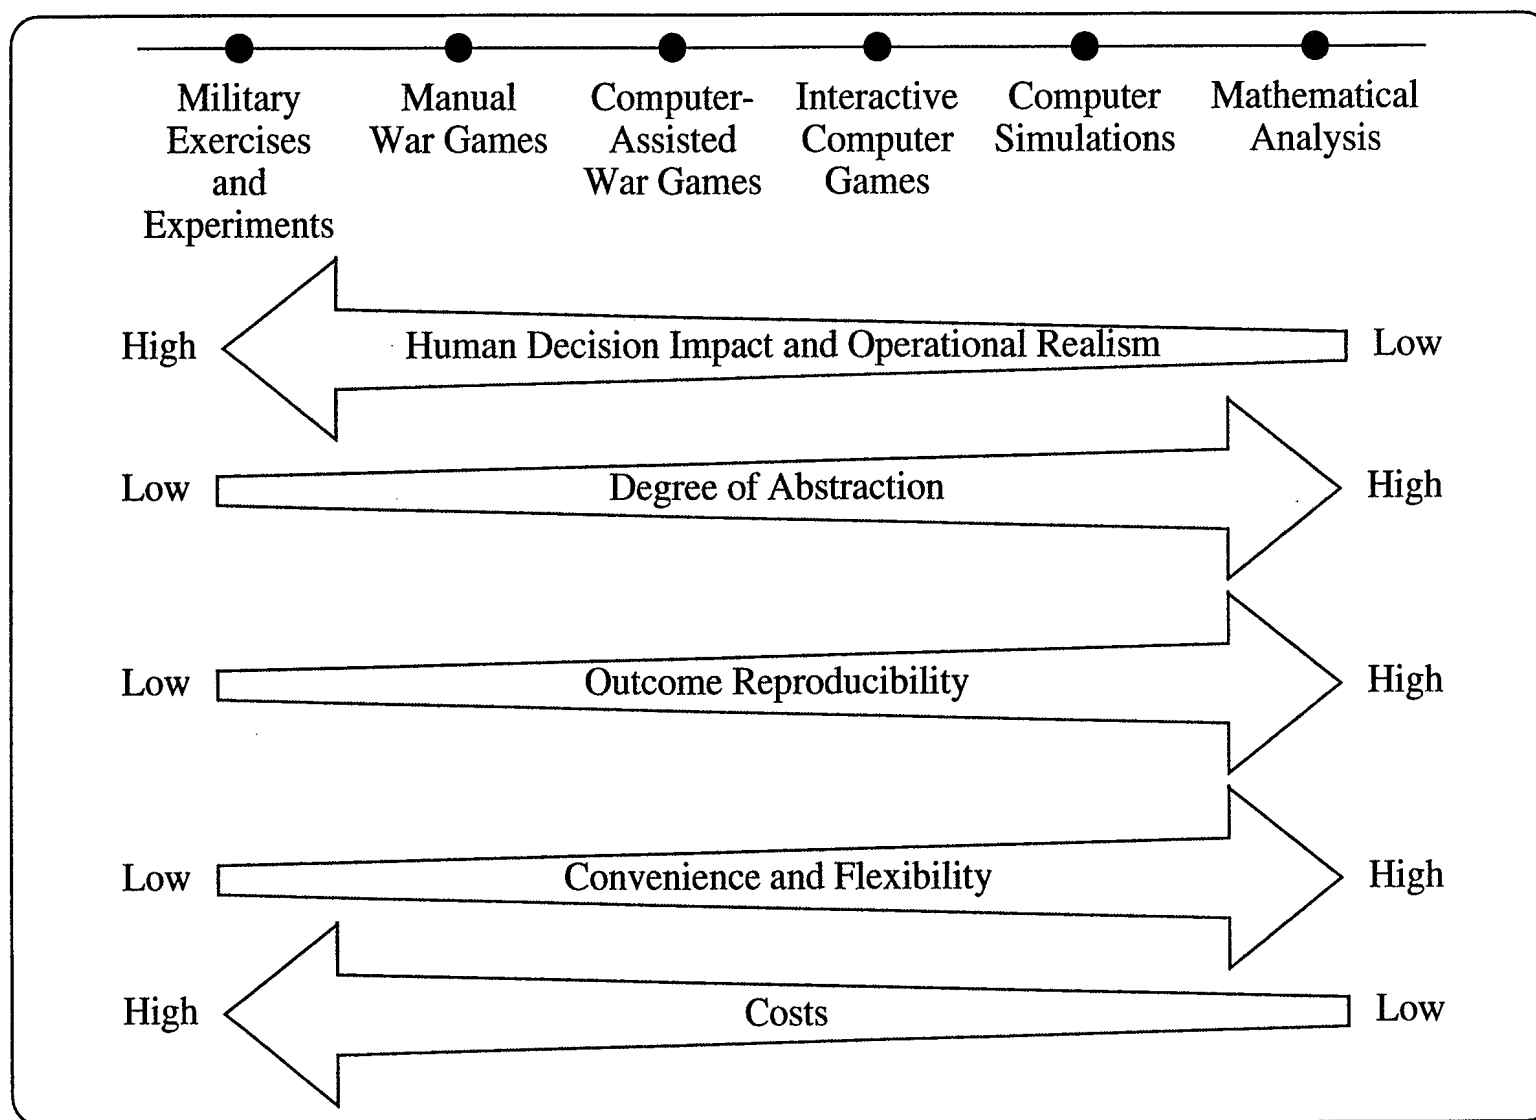 Military
Exercises
and
Experiments
Manual
War Games
Computer-
Assisted
War Games
Interactive
Computer
Games
Computer
Simulations
Mathematical
Analysis
High
Human Decision Impact and Operational Realism
Low
Low
Degree of Abstraction
High
Low
Outcome Reproducibility
High
Low
Convenience and Flexibility
High
High
Costs
Low